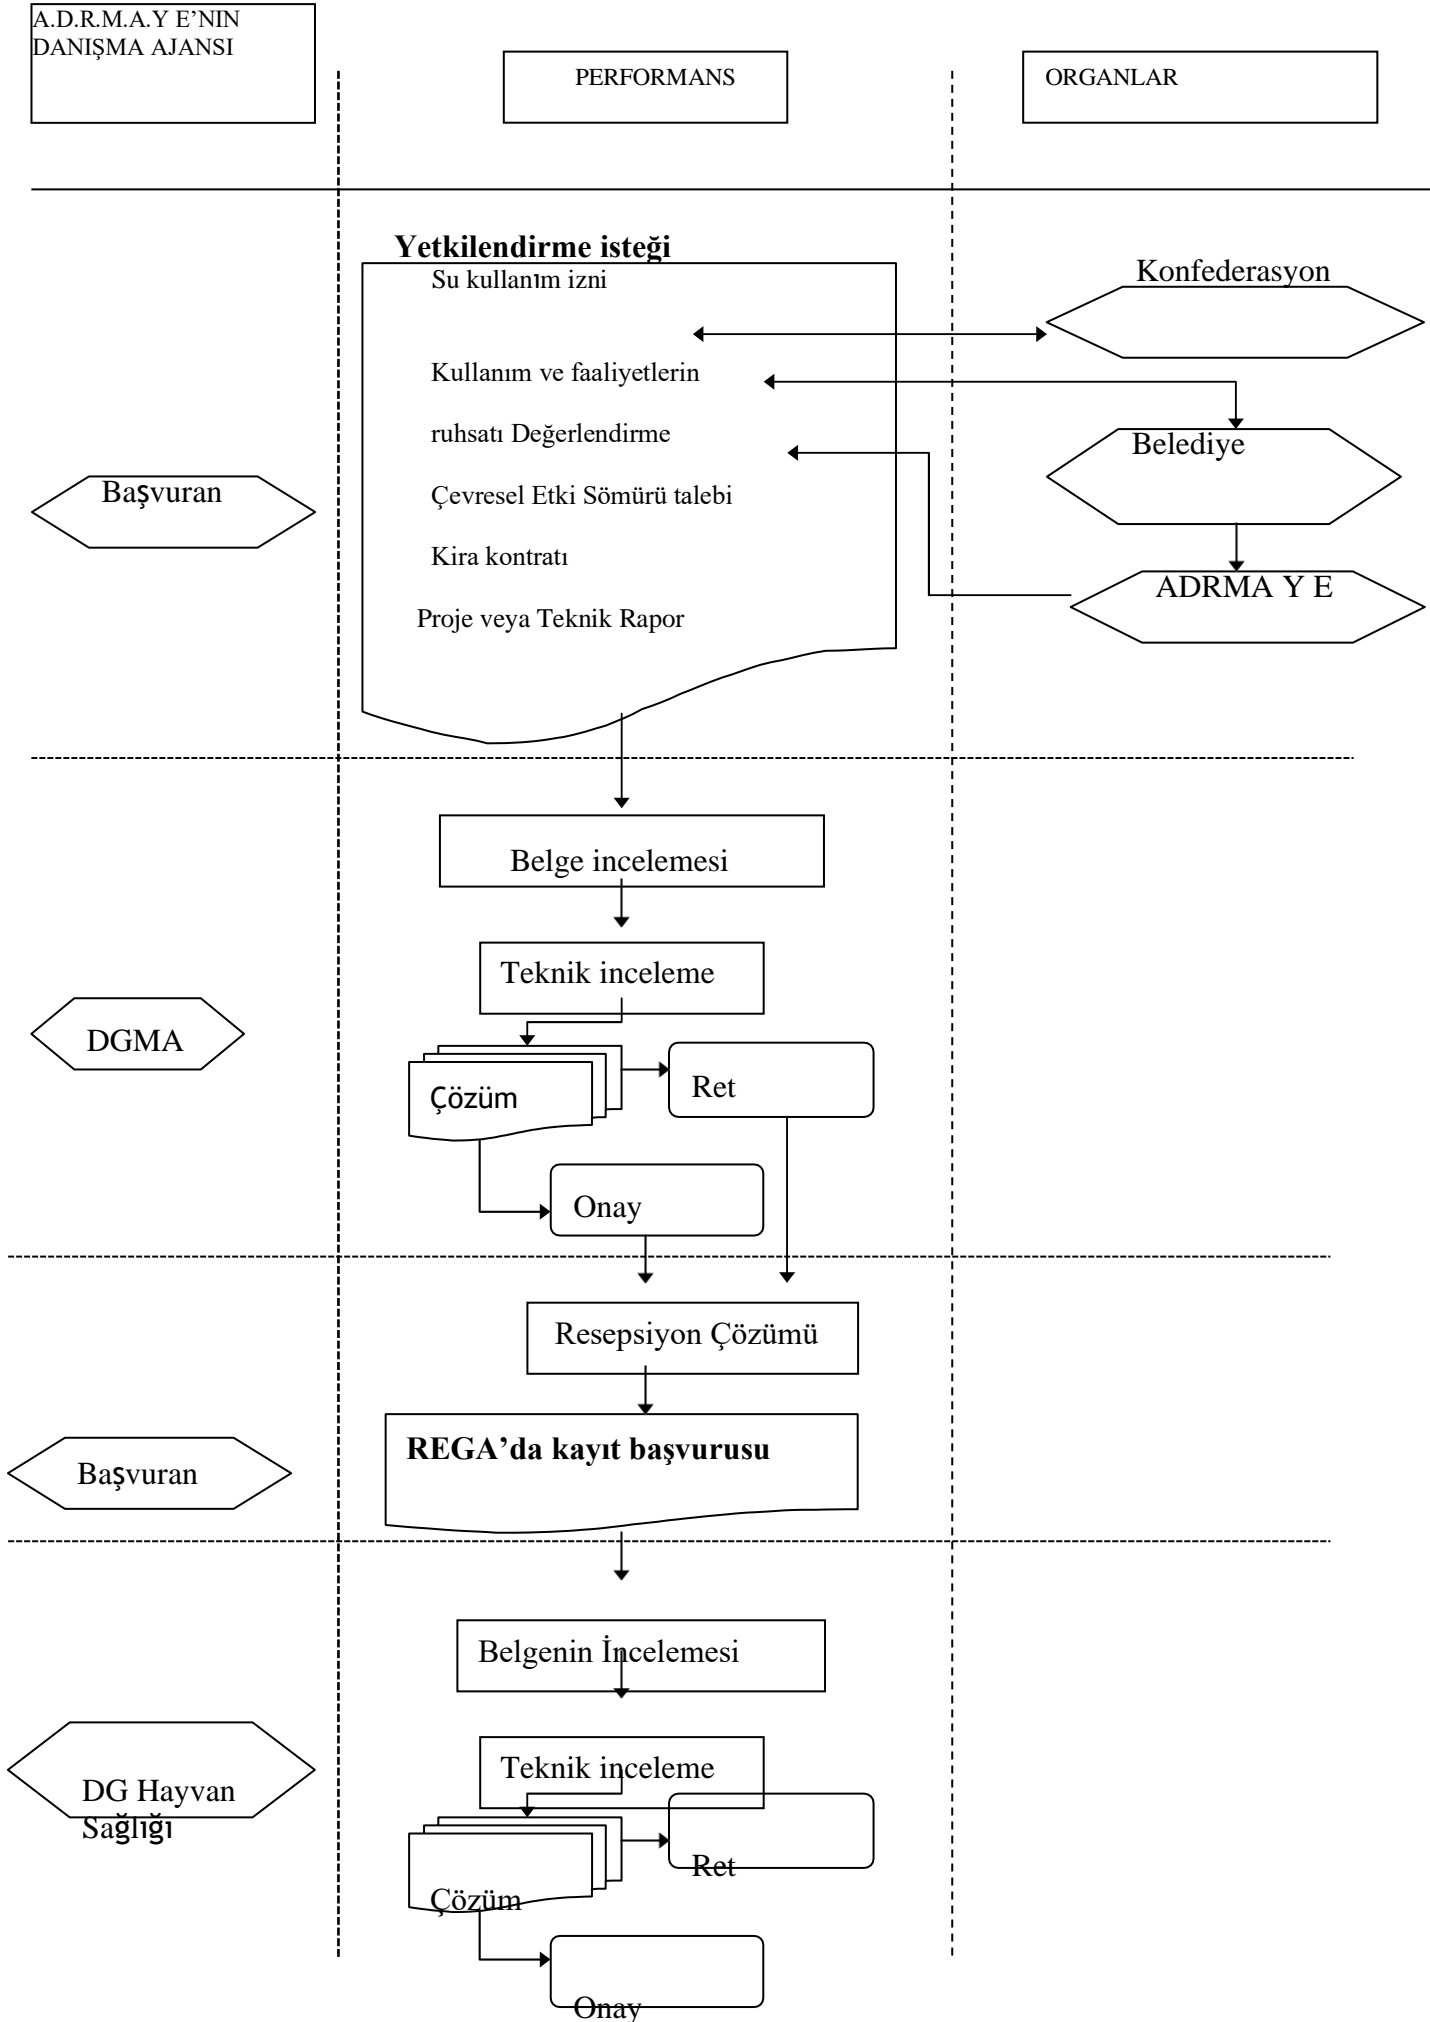 A.D.R.M.A.Y E’NIN
DANIŞMA AJANSI
PERFORMANS
ORGANLAR
Yetkilendirme isteği
Su kullanım izni
Konfederasyon
Kullanım ve faaliyetlerin
ruhsatı Değerlendirme
Belediye
Başvuran
Çevresel Etki Sömürü talebi
Kira kontratı
ADRMA Y E
Proje veya Teknik Rapor
Belge incelemesi
Teknik inceleme
DGMA
Çözüm
Ret
Onay
Resepsiyon Çözümü
REGA’da kayıt başvurusu
Başvuran
Belgenin İncelemesi
Teknik inceleme
DG Hayvan
Sağlığı
Ret
Çözüm
Onay